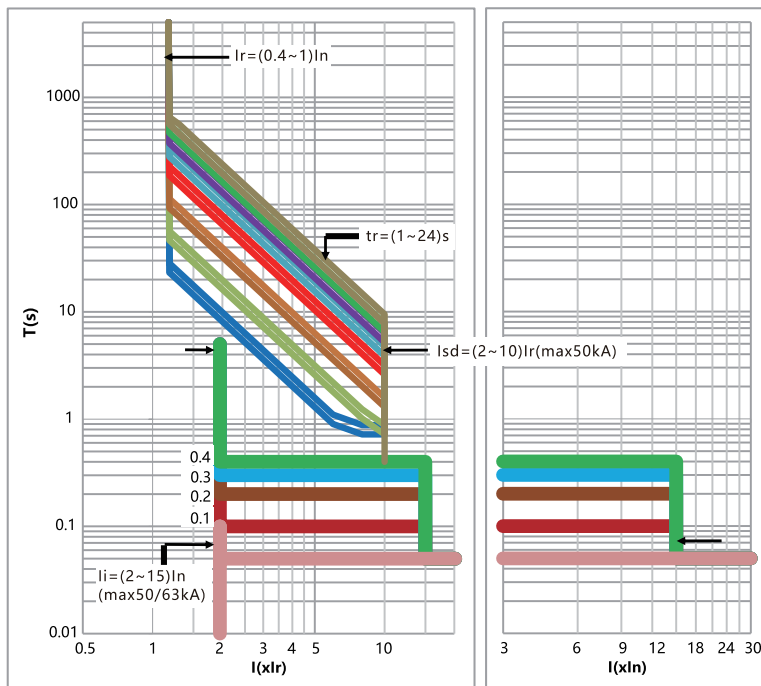 Ir=(0.4~1)In
1000
100
tr=(1~24)s
10
T(s)
Isd=(2~10)Ir(max50kA)
1
0.4
0.3
0.2
0.1
0.1
Ii=(2~15)In
(max50/63kA)
0.01
0.5 1 2 3 4 5 10
I(xIr)
3 6 9 12 15 18 24 30
I(xIn)